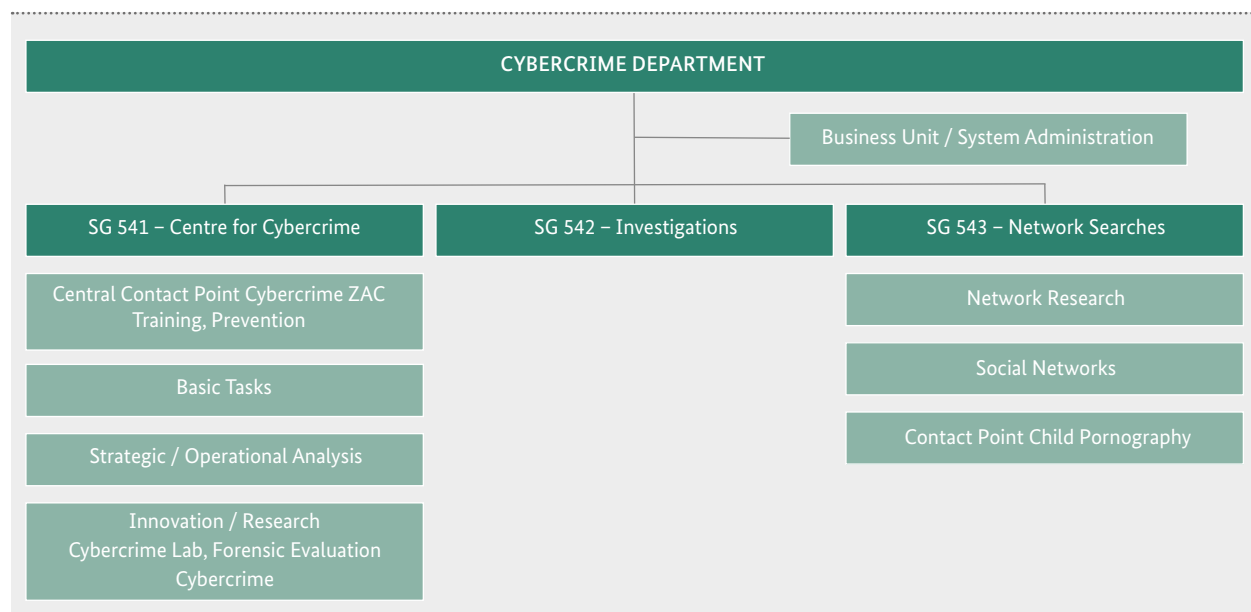 CYBERCRIME DEPARTMENT
Business Unit / System Administration
SG 541 – Centre for Cybercrime
Central Contact Point Cybercrime ZAC
Training, Prevention
Basic Tasks
Strategic / Operational Analysis
Innovation / Research
Cybercrime Lab, Forensic Evaluation
Cybercrime
SG 542 – Investigations
SG 543 – Network Searches
Network Research
Social Networks
Contact Point Child Pornography